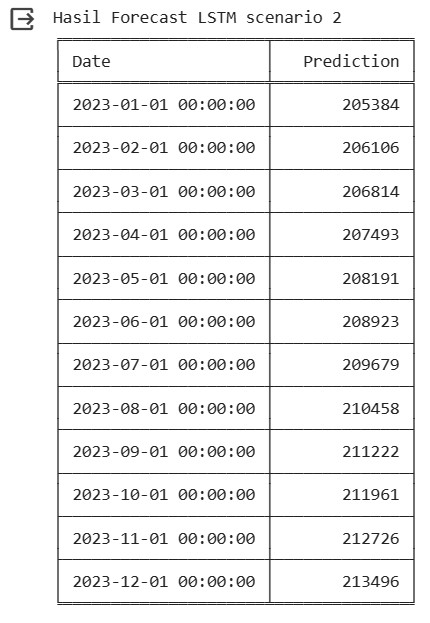 Hasil Forecast LSTM scenario 2
Date Prediction
2023-01-01 00:00:00 205384
2023-02-01 00:00:00 206106
2023-03-01 00:00:00 206814
2023-04-01 00:00:00 207493
2023-05-01 00:00:00 208191
2023-06-01 00:00:00 208923
2023-07-01 00:00:00 209679
2023-08-01 00:00:00 210458
2023-09-01 00:00:00 211222
2023-10-01 00:00:00 211961
2023-11-01 00:00:00 212726
2023-12-01 00:00:00 213496